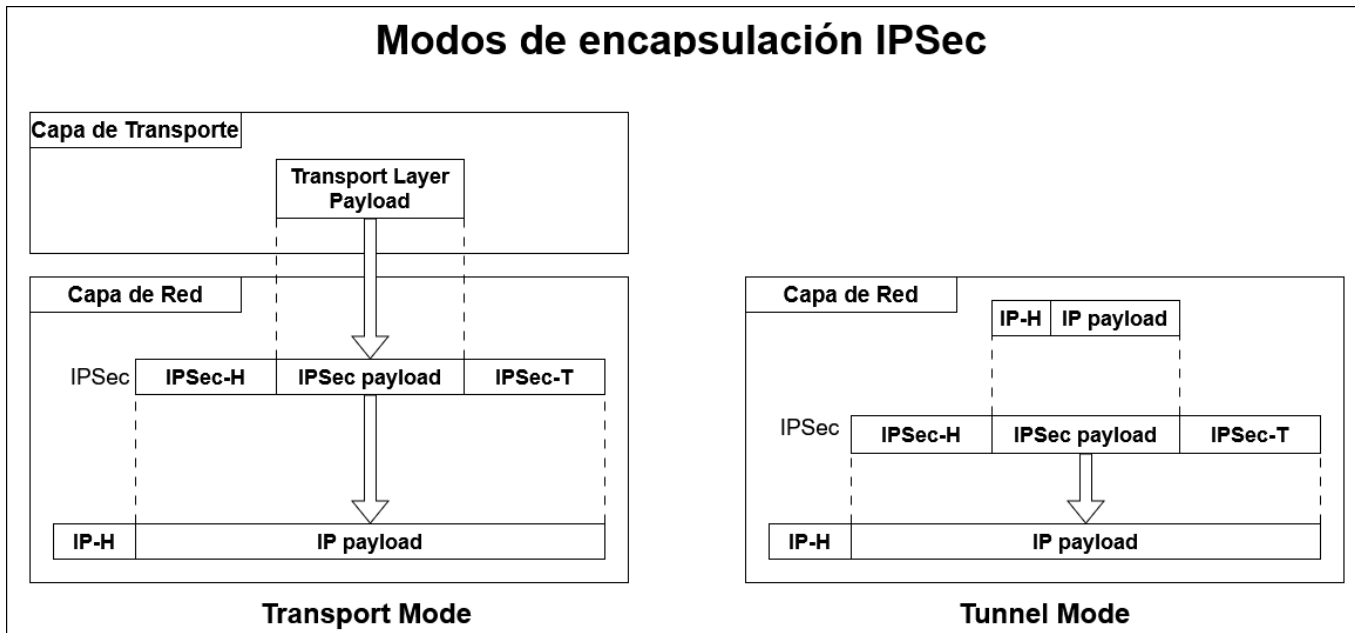 Modos de encapsulación IPSec
Capa de Transporte
Transport Layer
Payload
Capa de Red
IPSec
IPSec-H
IPSec payload
IPSec-T
IP-H
IP payload
Transport Mode
Capa de Red
IP-H
IP payload
IPSec
IPSec-H
IPSec payload
IPSec-T
IP-H
IP payload
Tunnel Mode